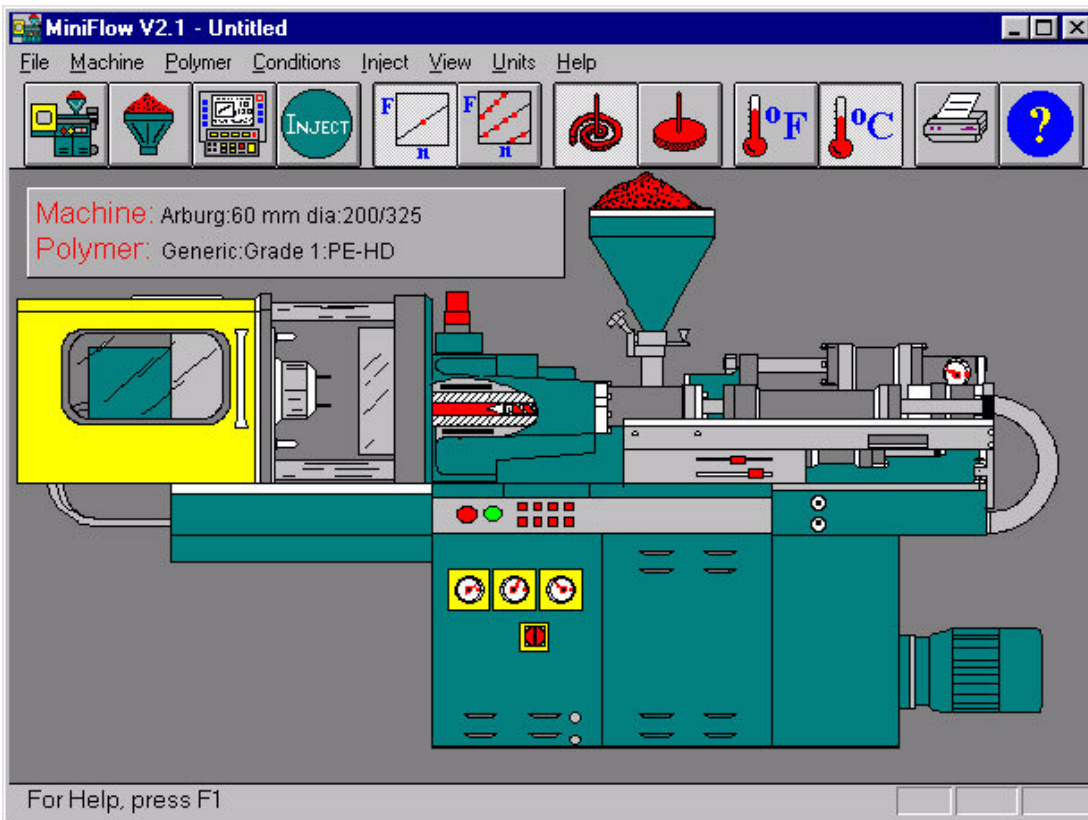 MiniFlow V2.1 - Untitled
File Machine Polymer Conditions Inject View Units Help
INJECT F n F n °F °C ?
Machine: Arburg:60 mm dia:200/325
Polymer: Generic:Grade 1:PE-HD
For Help, press F1